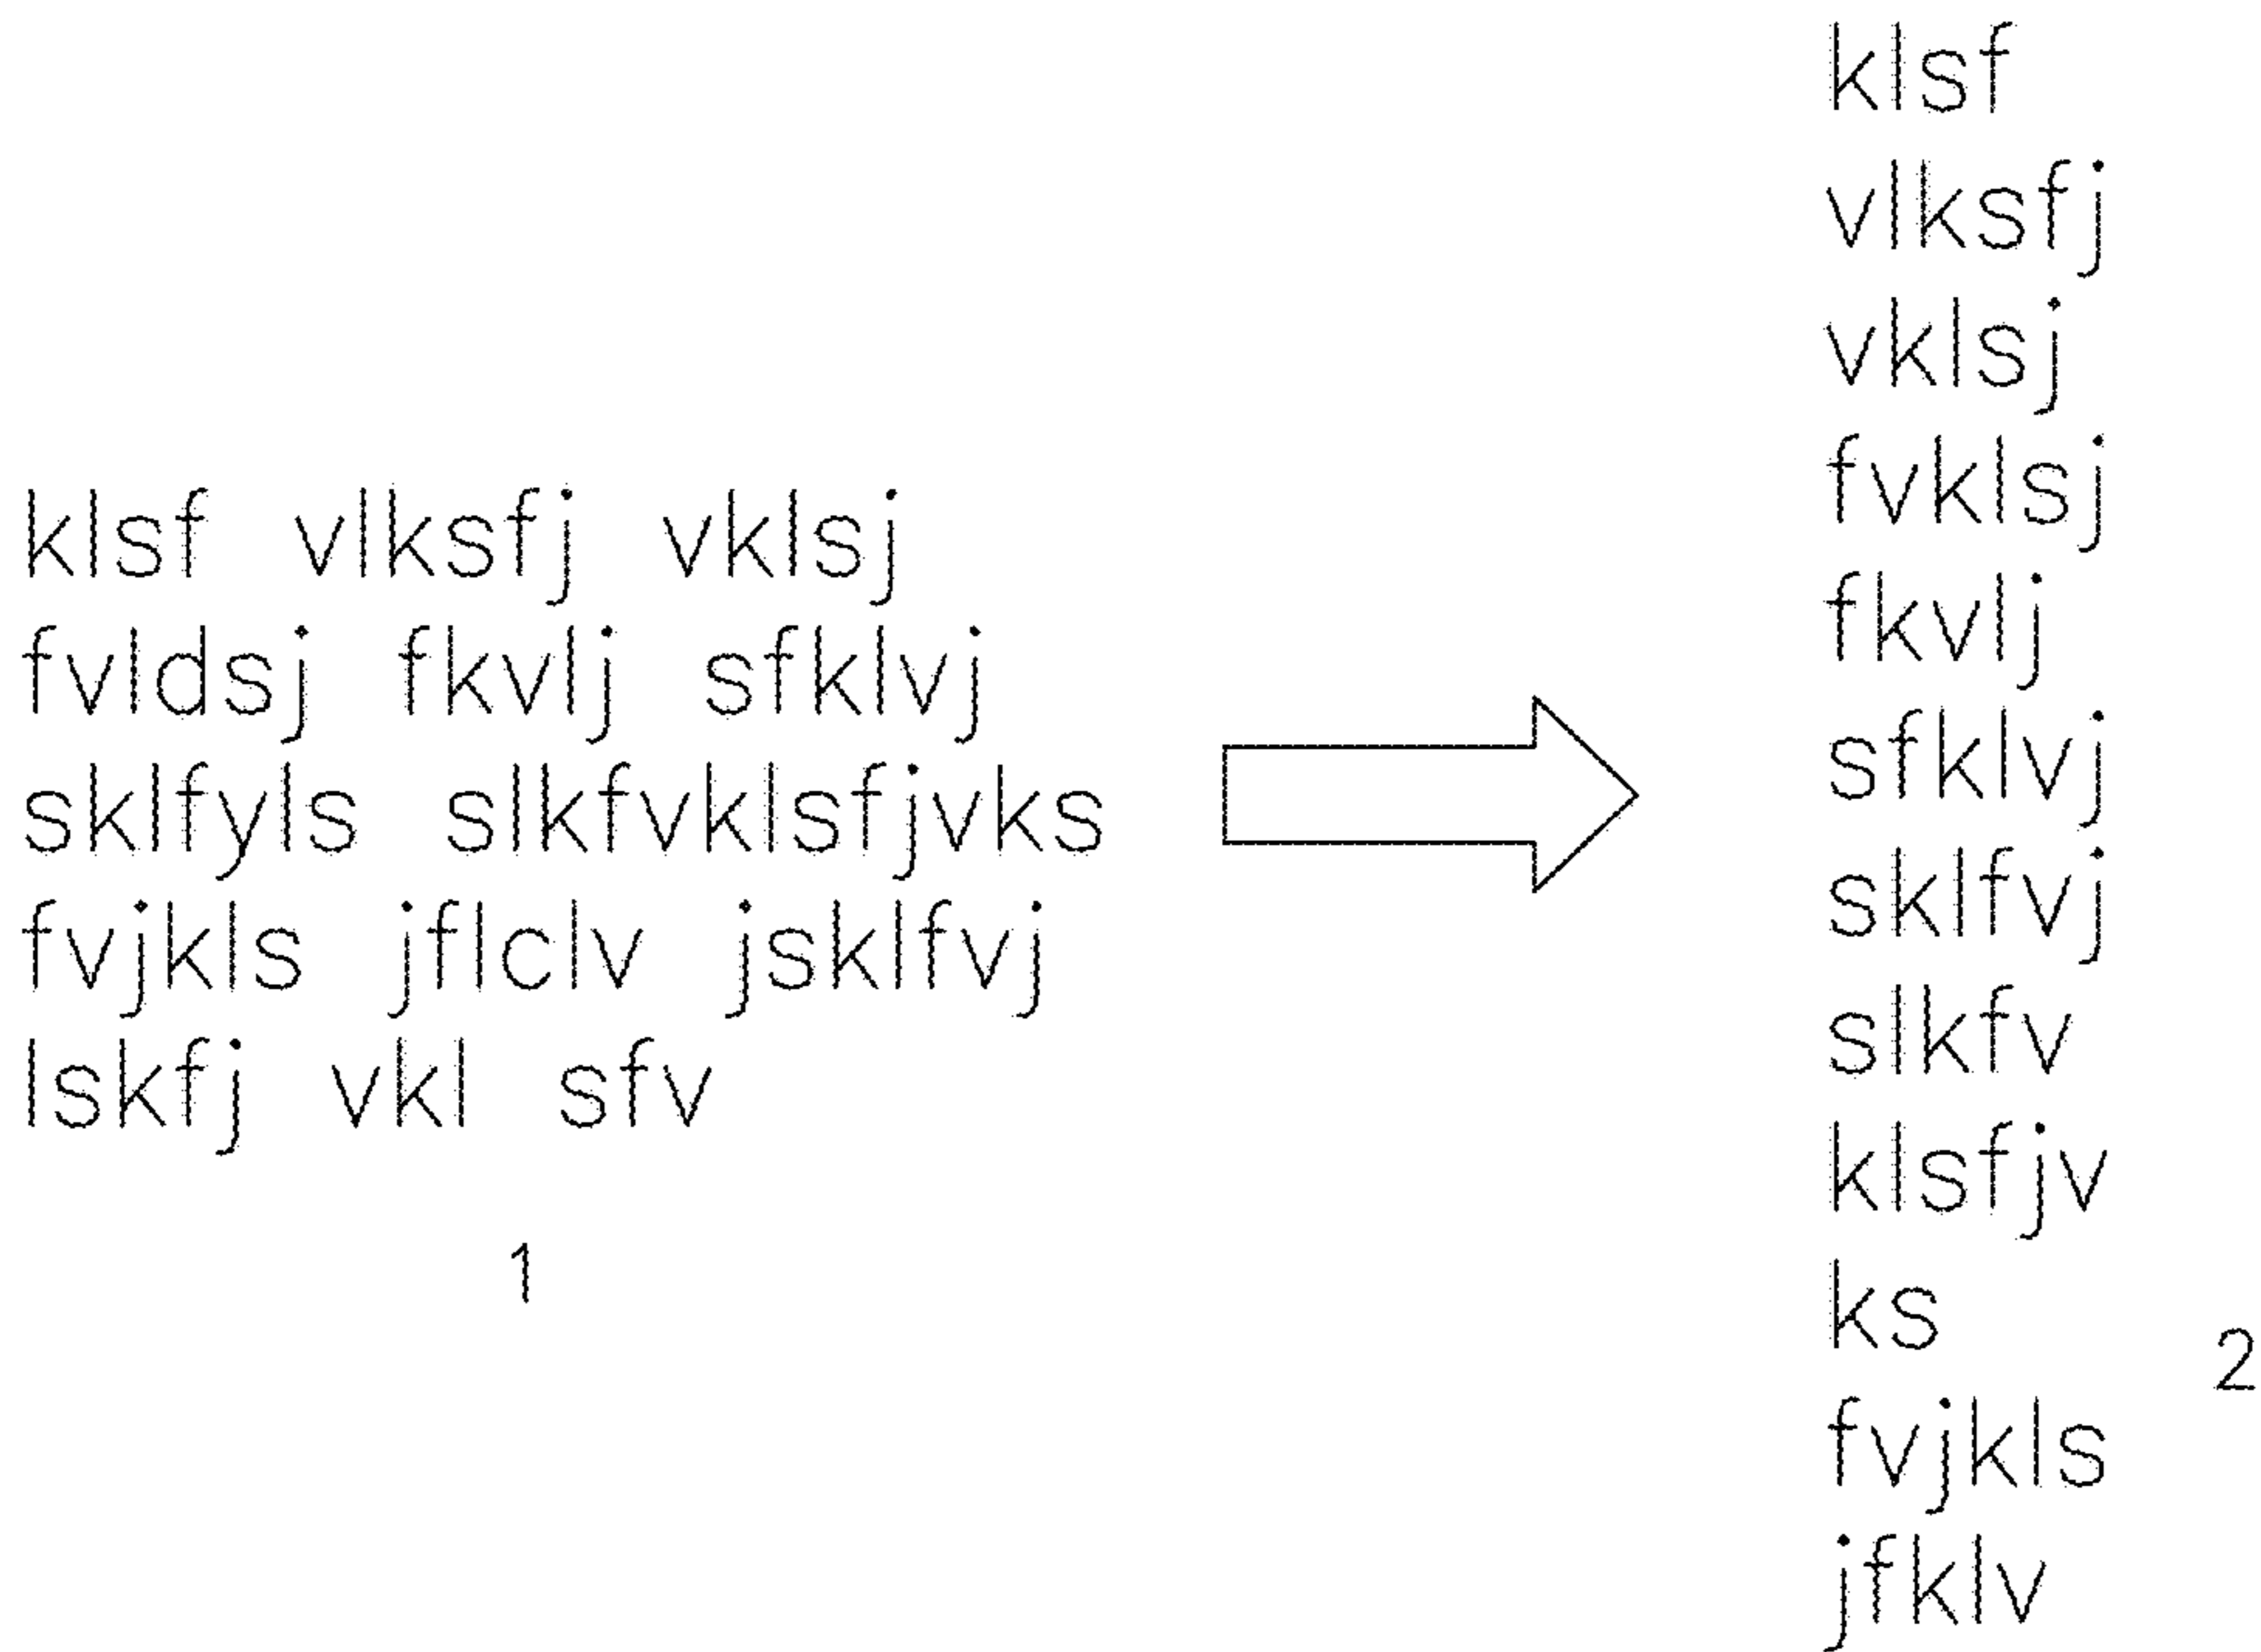 klsf vlksfj vklsj
fvldsj fkvlj sfklvj
sklfyls slkfvklsfjvks
fvjkls jflclv jsklfvj
lskfj vkl sfv
1
klsf
vlksfj
vklsj
fvklsj
fkvlj
sfklvj
sklfvj
slkfv
klsfjv
ks
2
fvjkls
jfklv